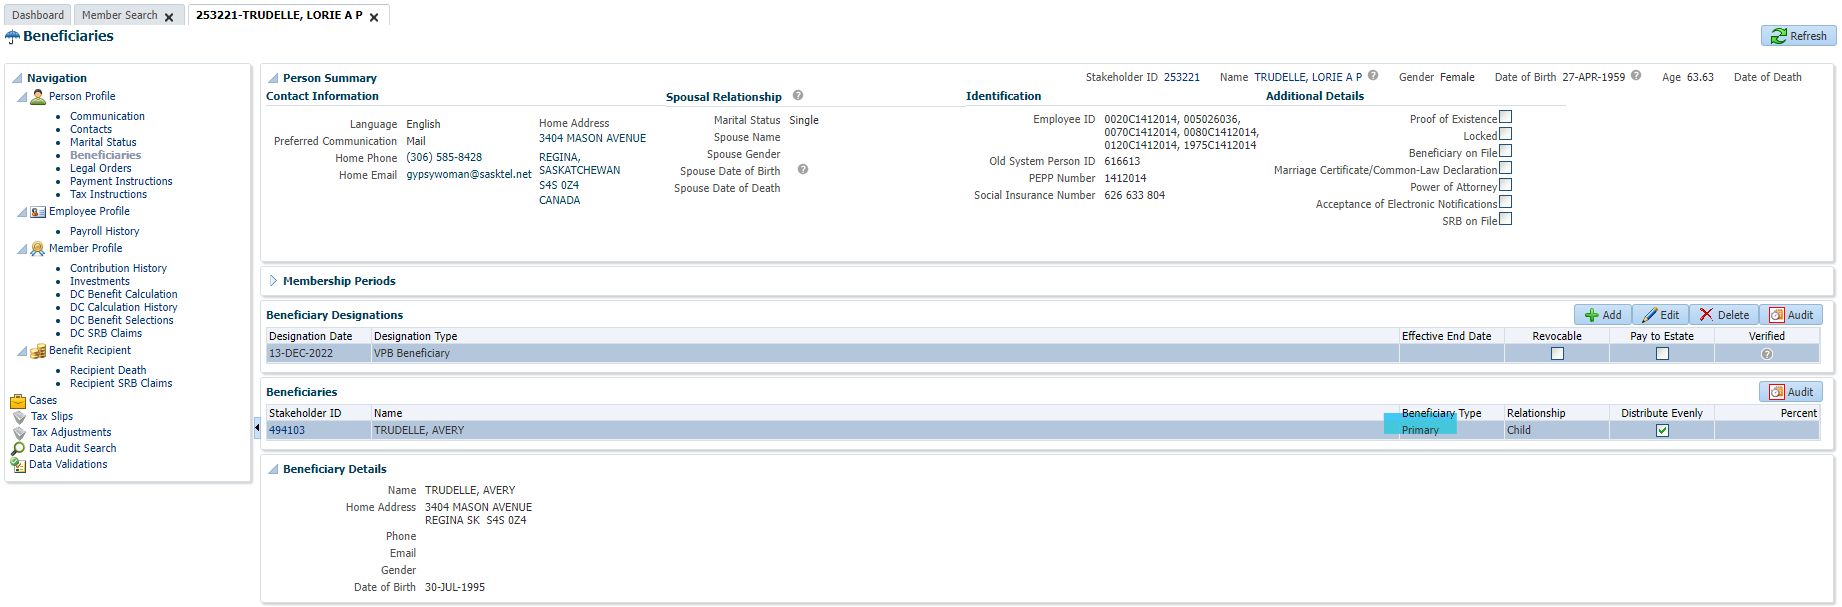 Dashboard Member Search 253221-TRUDELLE, LORIE A P
Beneficiaries
Refresh
Navigation
Person Profile
Communication
Contacts
Marital Status
Beneficiaries
Legal Orders
Payment Instructions
Tax Instructions
Employee Profile
Payroll History
Member Profile
Contribution History
Investments
DC Benefit Calculation
DC Calculation History
DC Benefit Selections
DC SRB Claims
Benefit Recipient
Recipient Death
Recipient SRB Claims
Cases
Tax Slips
Tax Adjustments
Data Audit Search
Data Validations
Person Summary
Stakeholder ID 253221 Name TRUDELLE, LORIE A P Gender Female Date of Birth 27-APR-1959 Age 63.63 Date of Death
Contact Information
Language English
Preferred Communication Mail
Home Phone (306) 585-8428
Home Email gypsywoman@sasktel.net
Home Address
3404 MASON AVENUE
REGINA,
SASKATCHEWAN
S4S 0Z4
CANADA
Spousal Relationship
Marital Status Single
Spouse Name
Spouse Gender
Spouse Date of Birth
Spouse Date of Death
Identification
Employee ID 0020C1412014, 005026036,
0070C1412014, 0080C1412014,
0120C1412014, 1975C1412014
Old System Person ID 616613
PEPP Number 1412014
Social Insurance Number 626 633 804
Additional Details
Proof of Existence
Locked
Beneficiary on File
Marriage Certificate/Common-Law Declaration
Power of Attorney
Acceptance of Electronic Notifications
SRB on File
Membership Periods
Beneficiary Designations
Add Edit Delete Audit
Designation Date Designation Type Effective End Date Revocable Pay to Estate Verified
13-DEC-2022 VPB Beneficiary
Beneficiaries
Audit
Stakeholder ID Name Beneficiary Type Relationship Distribute Evenly Percent
494103 TRUDELLE, AVERY Primary Child
Beneficiary Details
Name TRUDELLE, AVERY
Home Address 3404 MASON AVENUE
REGINA SK S4S 0Z4
Phone
Email
Gender
Date of Birth 30-JUL-1995